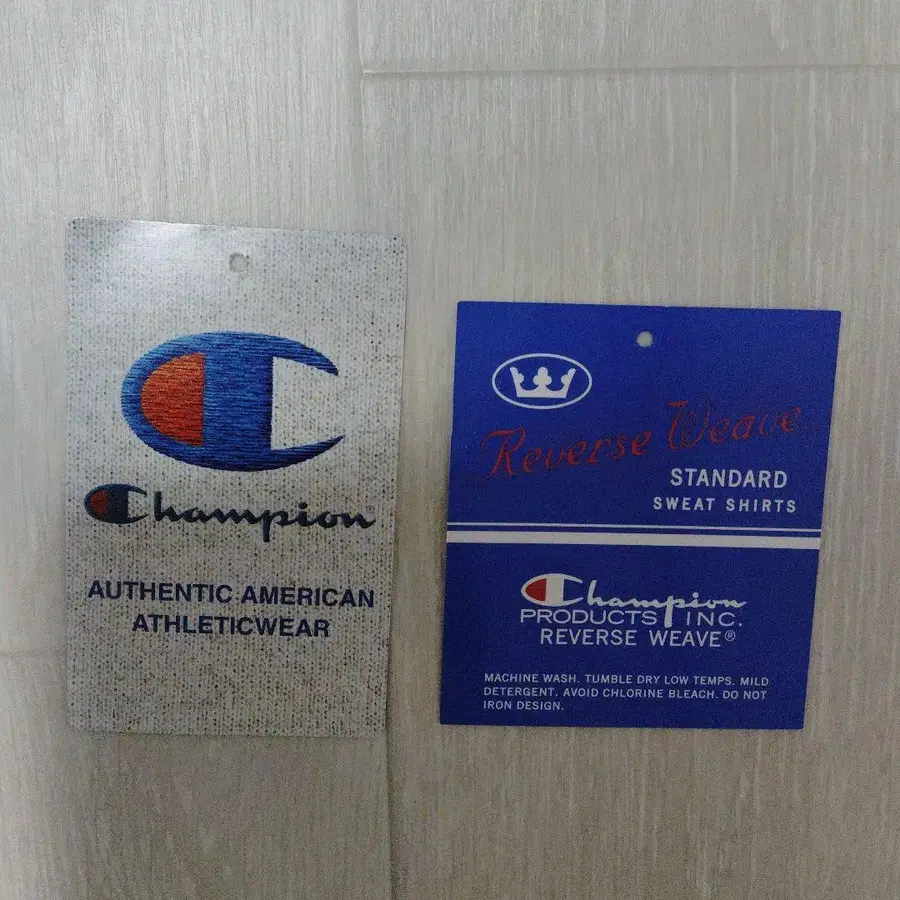 Champion®
AUTHENTIC AMERICAN
ATHLETICWEAR
Reverse Weave
STANDARD
SWEAT SHIRTS
Champion
PRODUCTS INC.
REVERSE WEAVE®
MACHINE WASH. TUMBLE DRY LOW TEMPS. MILD
DETERGENT. AVOID CHLORINE BLEACH. DO NOT
IRON DESIGN.